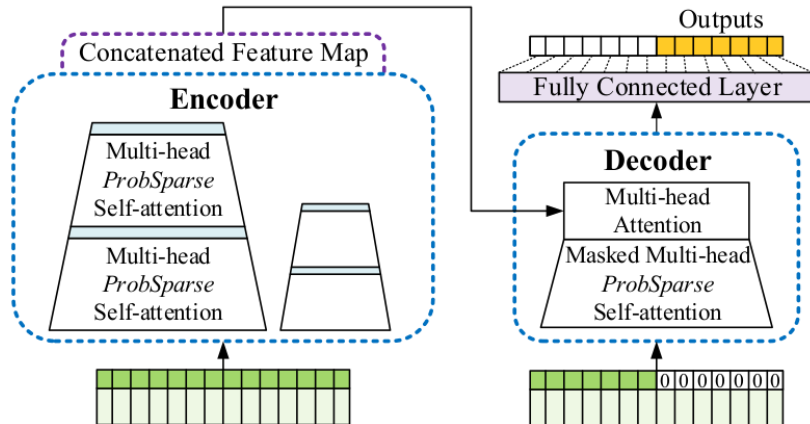 Outputs
Concatenated Feature Map
Fully Connected Layer
Encoder
Decoder
Multi-head
ProbSparse
Self-attention
Multi-head
ProbSparse
Self-attention
Multi-head
Attention
Masked Multi-head
ProbSparse
Self-attention
0 0 0 0 0 0 0